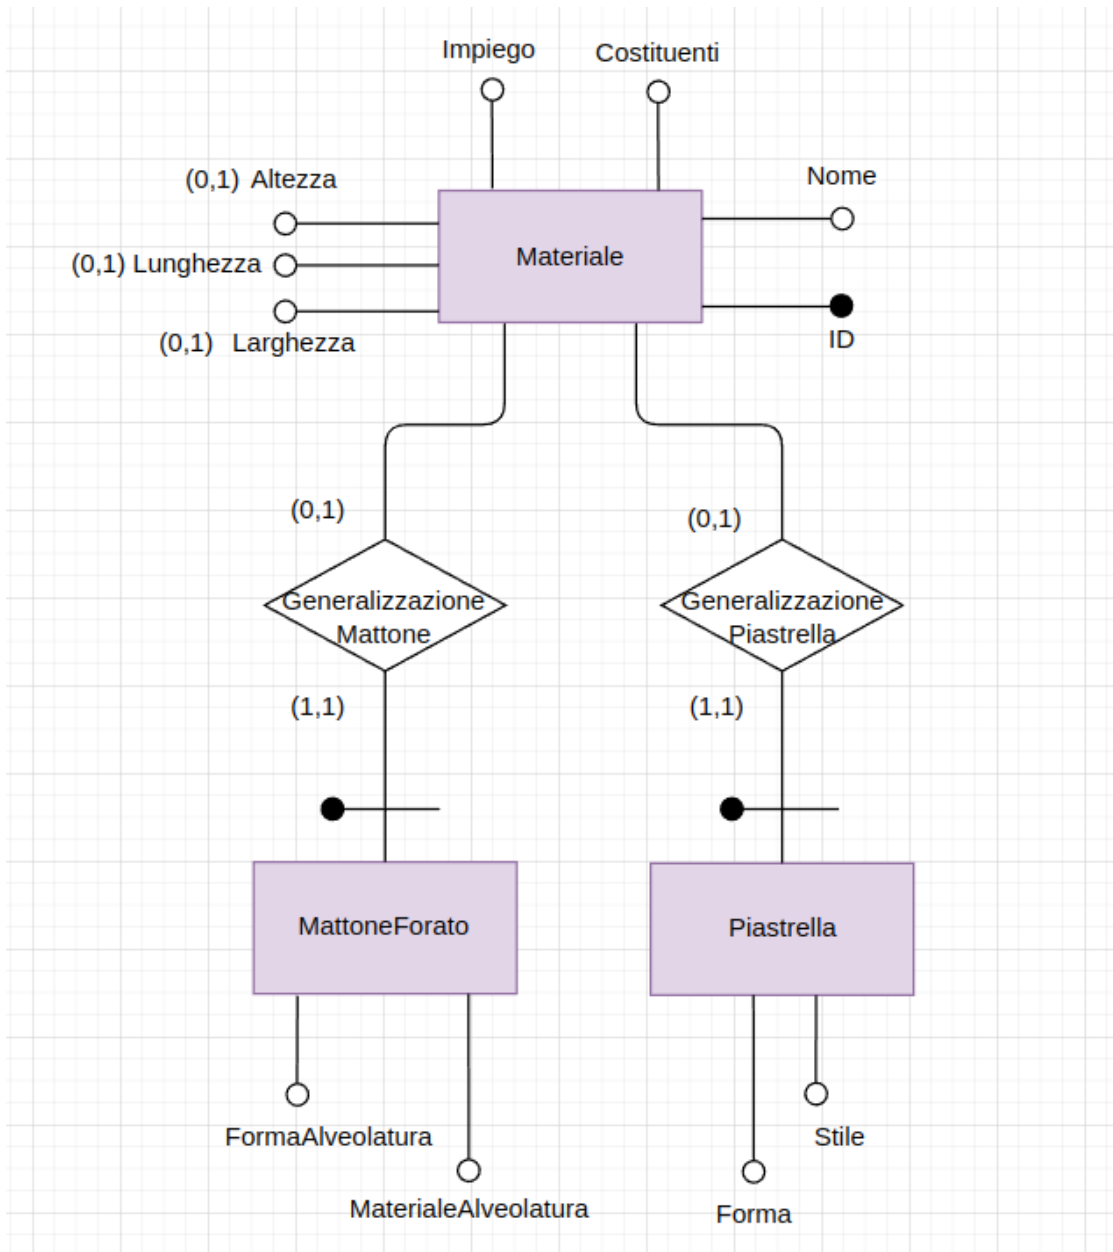 Impiego
Costituenti
(0,1) Altezza
Nome
(0,1) Lunghezza
Materiale
(0,1) Larghezza
ID
(0,1)
(0,1)
Generalizzazione
Mattone
Generalizzazione
Piastrella
(1,1)
(1,1)
MattoneForato
Piastrella
FormaAlveolatura
Stile
MaterialeAlveolatura
Forma